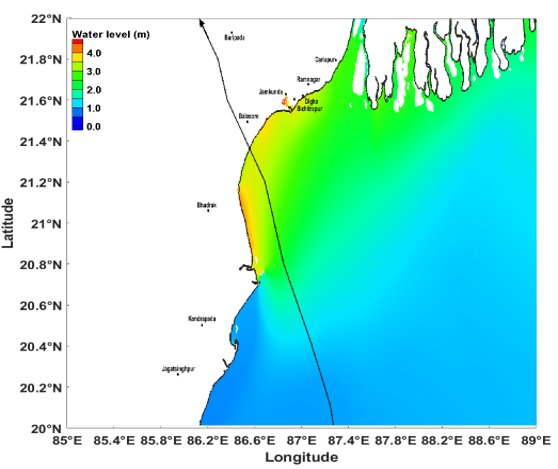 22°N
Water level (m)
4.0
3.0
2.0
1.0
0.0
Baripada
Ramnagar
Jamkunda
Digha
Bichitrapur
Balasore
21.8°N
21.6°N
21.4°N
21.2°N
Bhadrak
21°N
20.8°N
20.6°N
Kendrapada
20.4°N
Jagatsinghpur
20.2°N
20°N
Latitude
85°E 85.4°E 85.8°E 86.2°E 86.6°E 87°E 87.4°E 87.8°E 88.2°E 88.6°E 89°E
Longitude